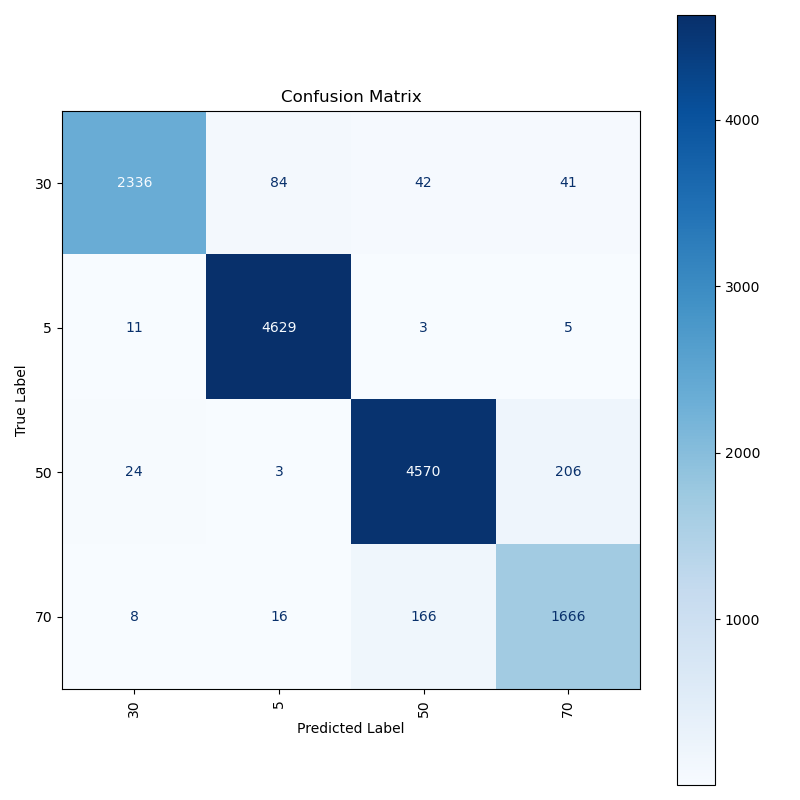 Confusion Matrix
30 2336 84 42 41
5 11 4629 3 5
50 24 3 4570 206
70 8 16 166 1666
30 5 50 70
True Label
Predicted Label
4000
3000
2000
1000